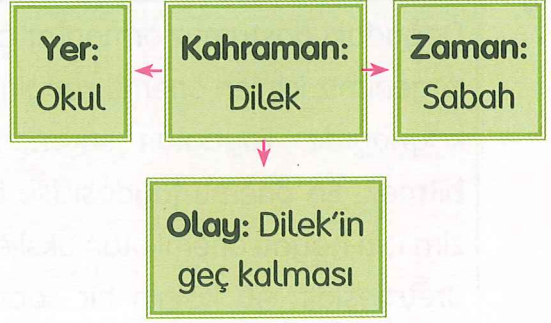 Yer:
Okul
Kahraman:
Dilek
Zaman:
Sabah
Olay: Dilek'in
geç kalması